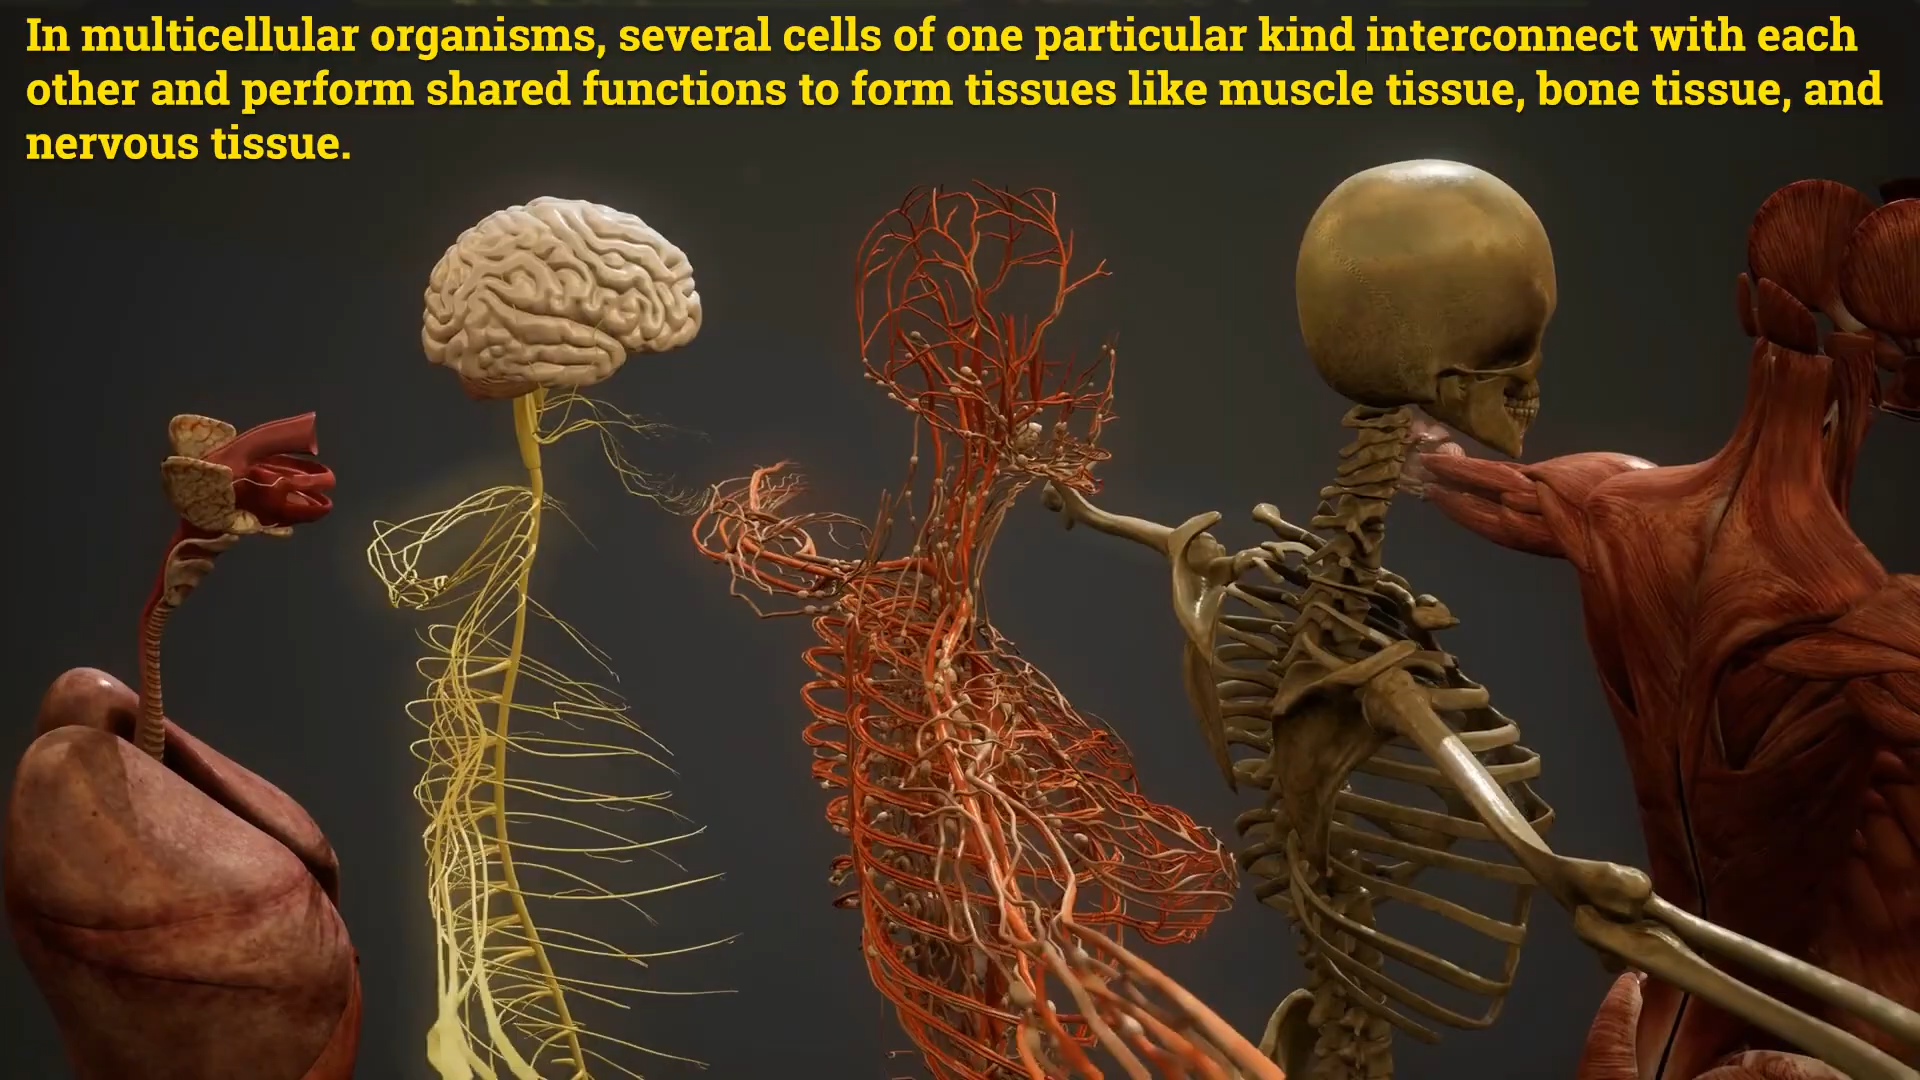 In multicellular organisms, several cells of one particular kind interconnect with each
other and perform shared functions to form tissues like muscle tissue, bone tissue, and
nervous tissue.